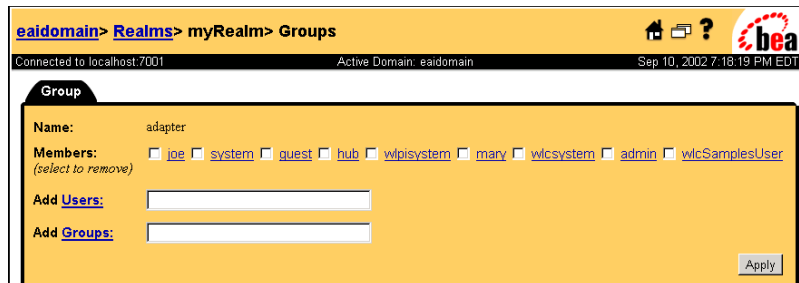 eaidomain> Realms> myRealm> Groups
? bea
Connected to localhost:7001 Active Domain: eaidomain Sep 10, 2002 7:18:19 PM EDT
Group
Name: adapter
Members: joe system guest hub wlpisystem mary wlcsystem admin wlcSamplesUser
(select to remove)
Add Users:
Add Groups:
Apply